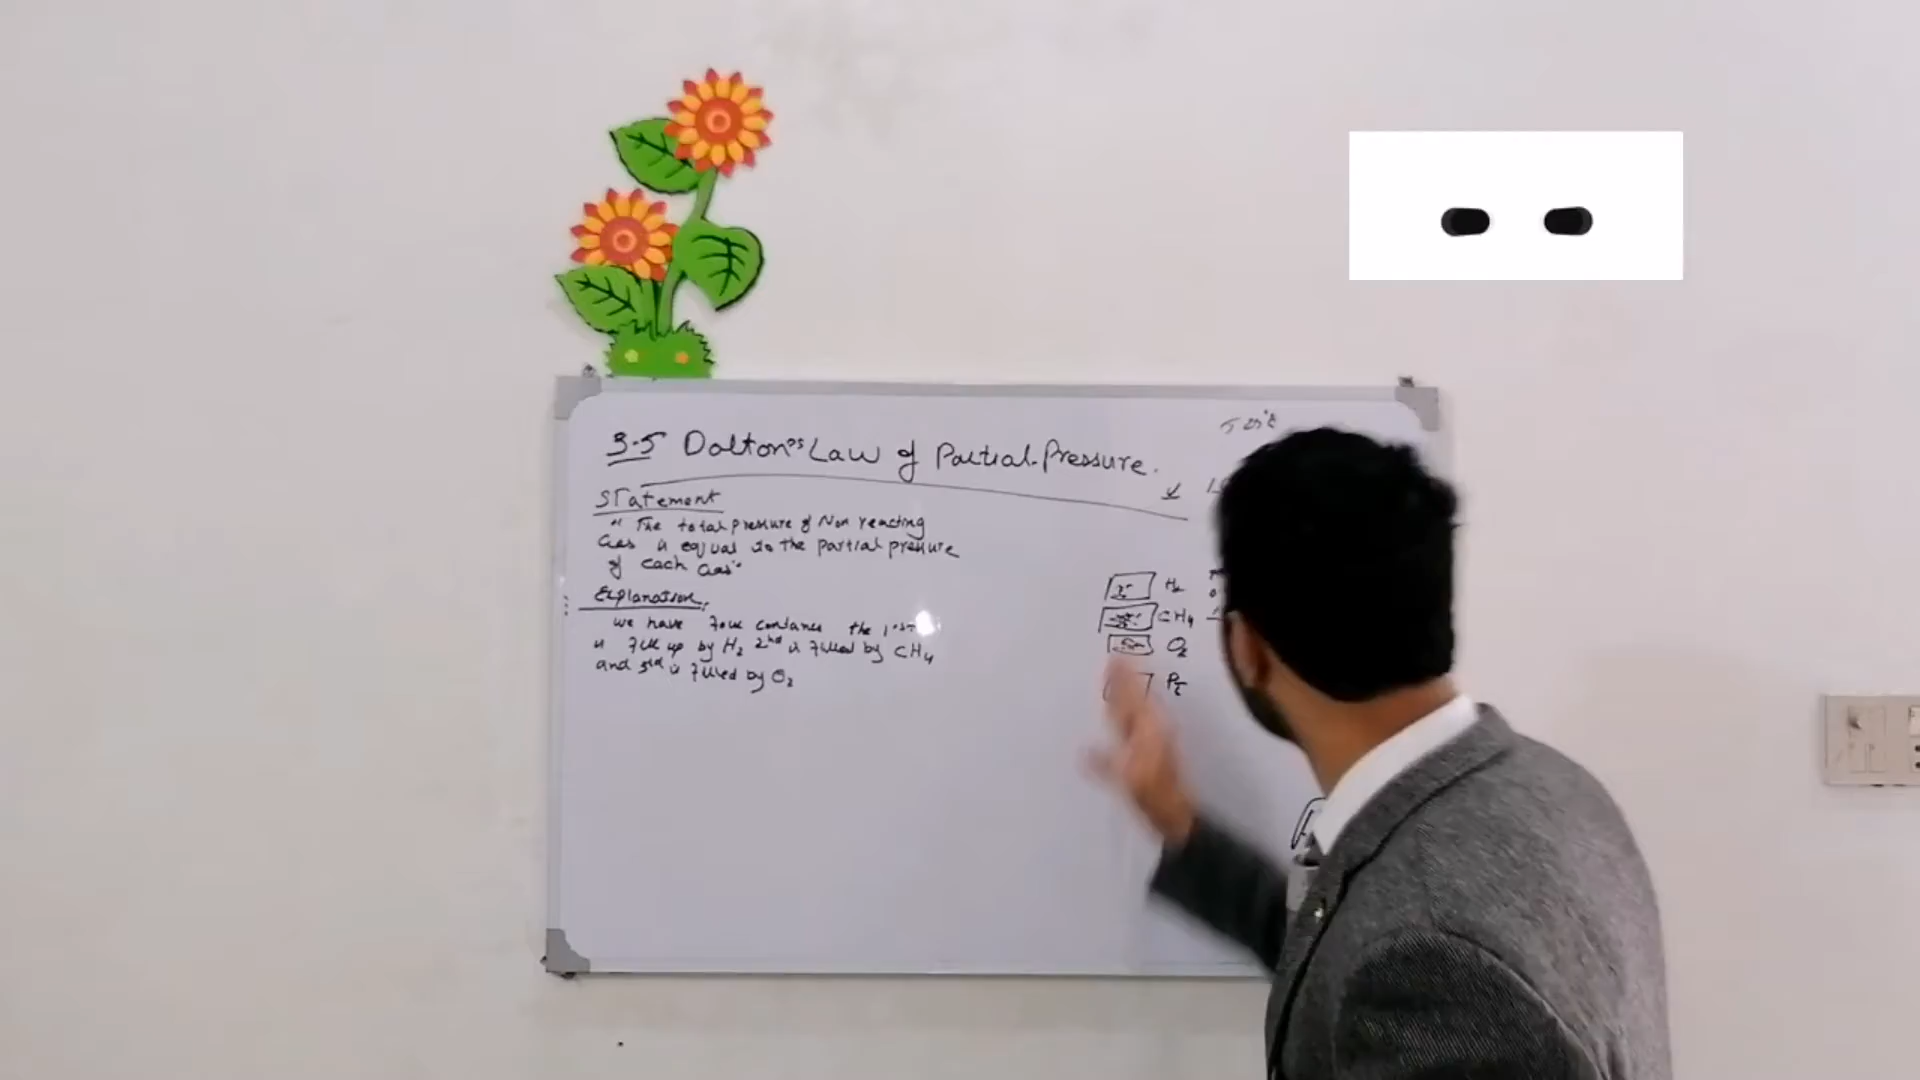 3.5 Dalton's Law of Partial Pressure.
Statement
" The total pressure of Non reacting
Gas is equal to the partial pressure
of each Gas"
Explanation
we have four the 1st
is fill up by H2 2nd is filled by CH4
and 3rd is filled by O2
H2
CH4
O2
Pt